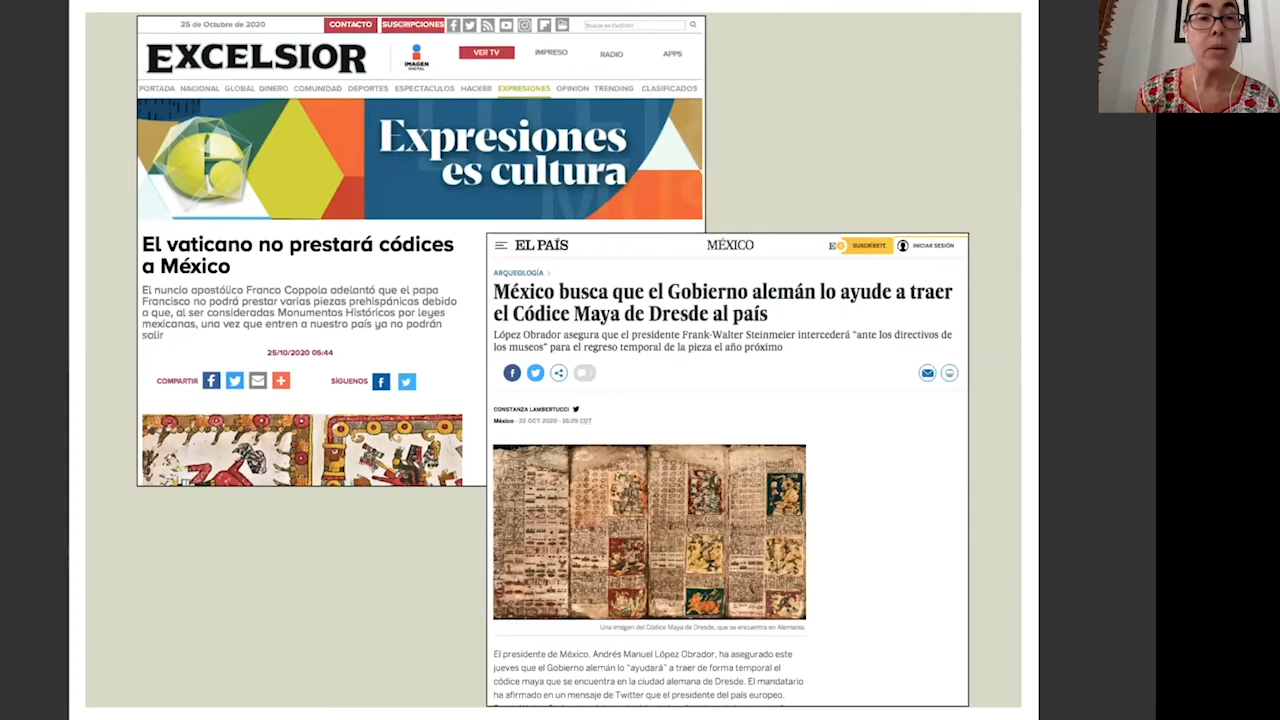 25 de Octubre de 2020
CONTACTO
SUSCRIPCIONES
Buscar en Excélsior
EXCELSIOR
IMAGEN
DIGITAL
VER TV
IMPRESO
RADIO
APPS
PORTADA NACIONAL GLOBAL DINERO COMUNIDAD DEPORTES ESPECTACULOS HACKER EXPRESIONES OPINION TRENDING CLASIFICADOS
Expresiones
es cultura
El vaticano no prestará códices
a México
El nuncio apostólico Franco Coppola adelantó que el papa
Francisco no podrá prestar varias piezas prehispánicas debido
a que, al ser consideradas Monumentos Históricos por leyes
mexicanas, una vez que entren a nuestro país ya no podrán
salir
25/10/2020 05:44
COMPARTIR
SÍGUENOS
EL PAÍS
MÉXICO
SUSCRÍBETE
INICIAR SESIÓN
ARQUEOLOGÍA
México busca que el Gobierno alemán lo ayude a traer
el Códice Maya de Dresde al país
López Obrador asegura que el presidente Frank-Walter Steinmeier intercederá “ante los directivos de
los museos” para el regreso temporal de la pieza el año próximo
CONSTANZA LAMBERTUCCI
México - 22 OCT 2020 - 16:29 CDT
Una imagen del Códice Maya de Dresde, que se encuentra en Alemania.
El presidente de México, Andrés Manuel López Obrador, ha asegurado este
jueves que el Gobierno alemán lo “ayudará” a traer de forma temporal el
códice maya que se encuentra en la ciudad alemana de Dresde. El mandatario
ha afirmado en un mensaje de Twitter que el presidente del país europeo,